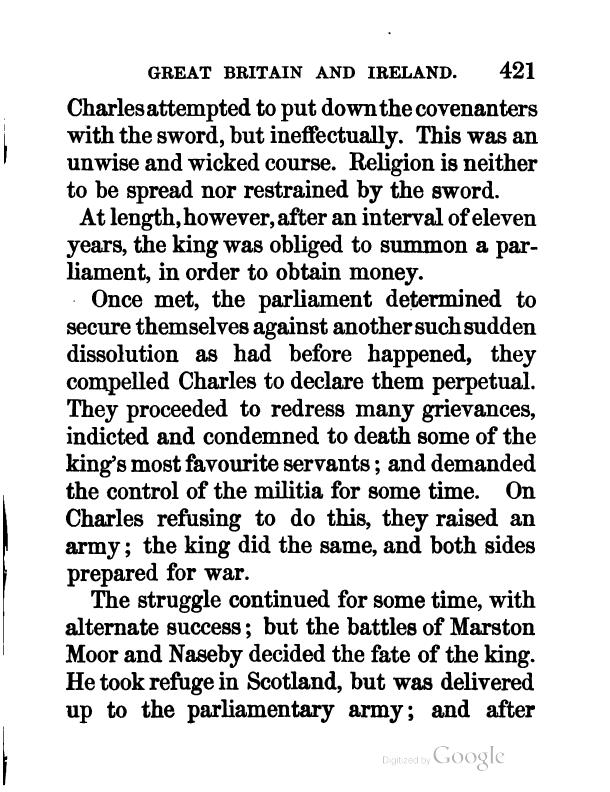 GREAT BRITAIN AND IRELAND. 421
Charles attempted to put down the covenanters
with the sword, but ineffectually. This was an
unwise and wicked course. Religion is neither
to be spread nor restrained by the sword.
At length, however, after an interval of eleven
years, the king was obliged to summon a par-
liament, in order to obtain money.
Once met, the parliament determined to
secure themselves against another such sudden
dissolution as had before happened, they
compelled Charles to declare them perpetual.
They proceeded to redress many grievances,
indicted and condemned to death some of the
king's most favourite servants; and demanded
the control of the militia for some time. On
Charles refusing to do this, they raised an
army; the king did the same, and both sides
prepared for war.
The struggle continued for some time, with
alternate success; but the battles of Marston
Moor and Naseby decided the fate of the king.
He took refuge in Scotland, but was delivered
up to the parliamentary army; and after
Digitized by Google